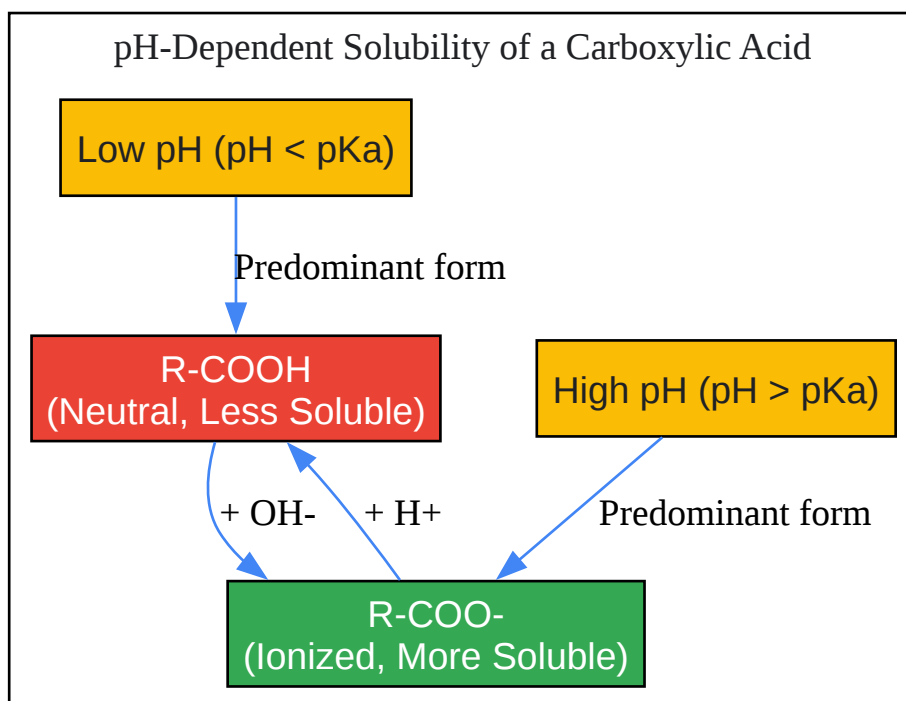 pH-Dependent Solubility of a Carboxylic Acid
Low pH (pH < pKa)
Predominant form
R-COOH
(Neutral, Less Soluble)
High pH (pH > pKa)
+ OH-
+ H+
Predominant form
R-COO-
(Ionized, More Soluble)